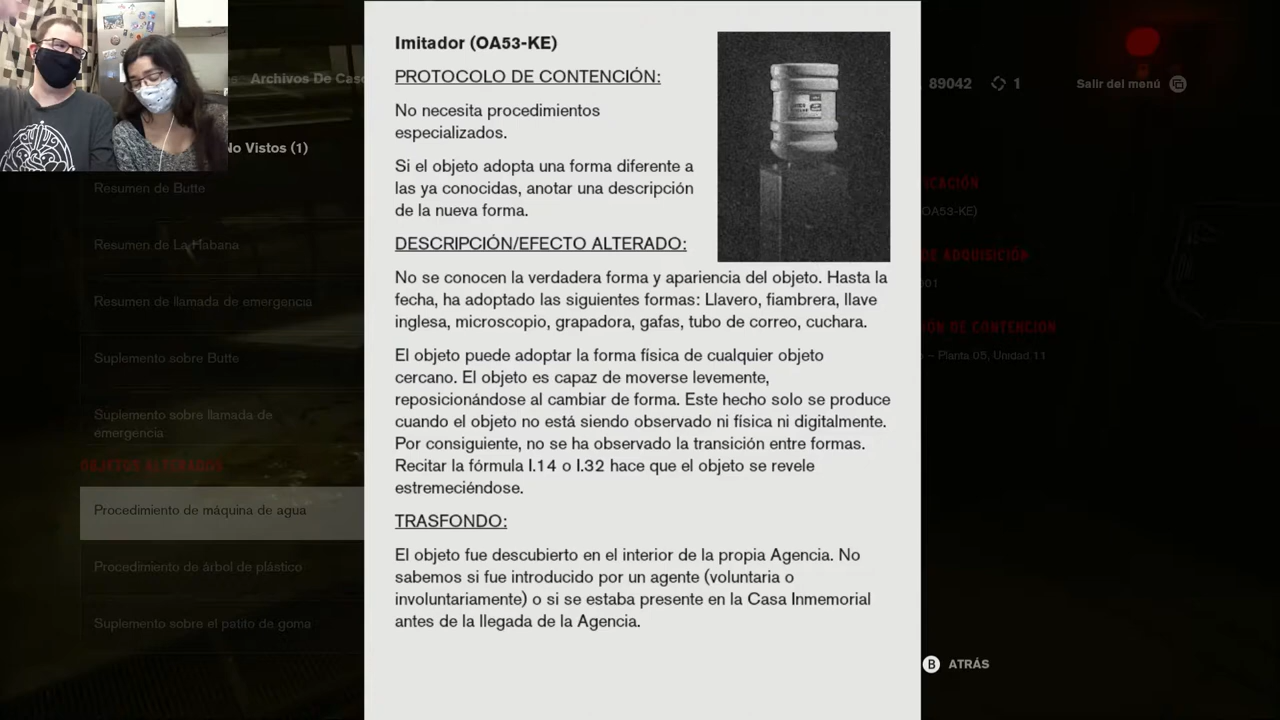 Imitador (OA53-KE)
PROTOCOLO DE CONTENCIÓN:
No necesita procedimientos
especializados.
Si el objeto adopta una forma diferente a
las ya conocidas, anotar una descripción
de la nueva forma.
DESCRIPCIÓN/EFECTO ALTERADO:
No se conocen la verdadera forma y apariencia del objeto. Hasta la
fecha, ha adoptado las siguientes formas: Llavero, fiambrera, llave
inglesa, microscopio, grapadora, gafas, tubo de correo, cuchara.
El objeto puede adoptar la forma física de cualquier objeto
cercano. El objeto es capaz de moverse levemente,
reposicionándose al cambiar de forma. Este hecho solo se produce
cuando el objeto no está siendo observado ni física ni digitalmente.
Por consiguiente, no se ha observado la transición entre formas.
Recitar la fórmula I.14 o I.32 hace que el objeto se revele
estremeciéndose.
TRASFONDO:
El objeto fue descubierto en el interior de la propia Agencia. No
sabemos si fue introducido por un agente (voluntaria o
involuntariamente) o si se estaba presente en la Casa Inmemorial
antes de la llegada de la Agencia.
Archivos De Caso
No Vistos (1)
Resumen de Butte
Resumen de La Habana
Resumen de llamada de emergencia
Suplemento sobre Butte
Suplemento sobre llamada de
emergencia
OBJETOS ALTERADOS
Procedimiento de máquina de agua
Procedimiento de árbol de plástico
Suplemento sobre el patito de goma
89042 1 Salir del menú
ICACIÓN
OA53-KE)
DE ADQUISICIÓN
001
ÓN DE CONTENCIÓN
– Planta 05, Unidad 11
B ATRÁS